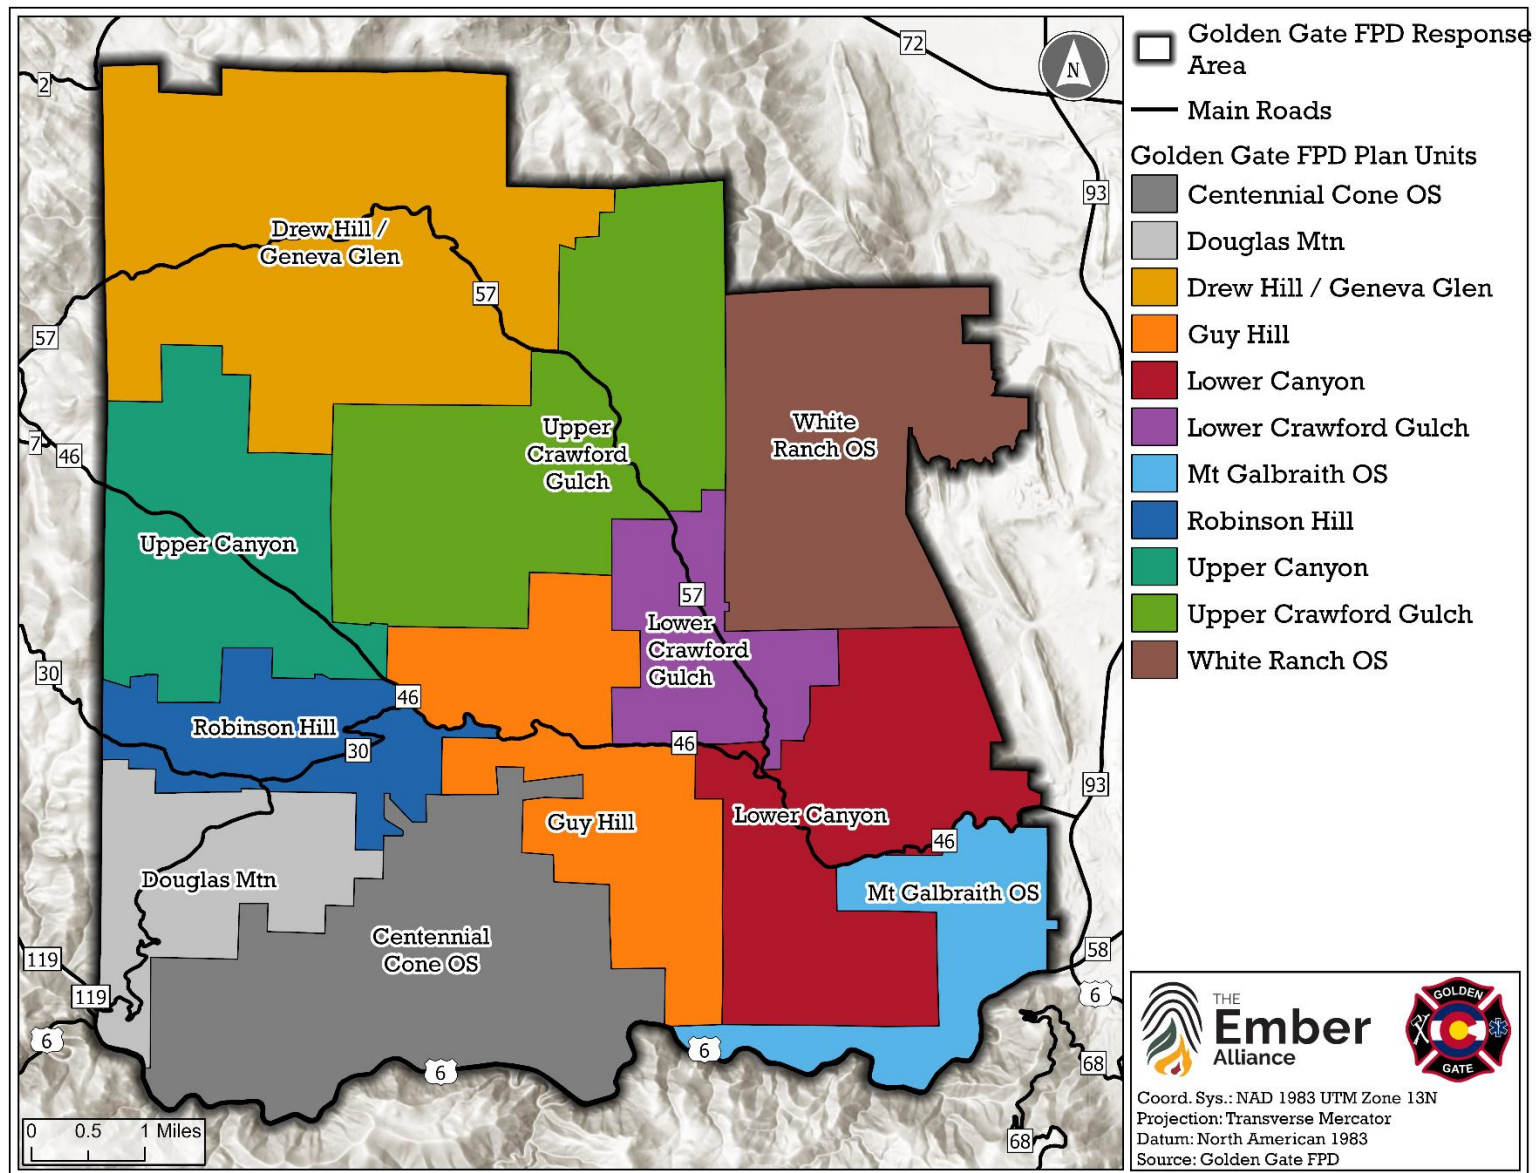 72
N
2
93
Drew Hill /
Geneva Glen
57
57
7
46
Upper
Crawford
Gulch
White
Ranch OS
Upper Canyon
57
Lower
Crawford
Gulch
30
46
Robinson Hill
30
46
93
Guy Hill
Lower Canyon
46
Douglas Mtn
Mt Galbraith OS
Centennial
Cone OS
119
58
119
6
6
6
6
68
68
0 0.5 1 Miles
Golden Gate FPD Response
Area
Main Roads
Golden Gate FPD Plan Units
Centennial Cone OS
Douglas Mtn
Drew Hill / Geneva Glen
Guy Hill
Lower Canyon
Lower Crawford Gulch
Mt Galbraith OS
Robinson Hill
Upper Canyon
Upper Crawford Gulch
White Ranch OS
THE
Ember
Alliance
GOLDEN
GATE
Coord. Sys.: NAD 1983 UTM Zone 13N
Projection: Transverse Mercator
Datum: North American 1983
Source: Golden Gate FPD